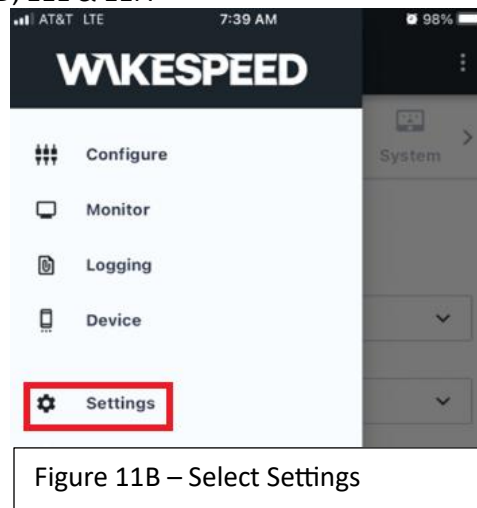 AT&T LTE 7:39 AM 98%
WAKESPEED
Configure
System
Monitor
Logging
Device
Settings
Figure 11B – Select Settings